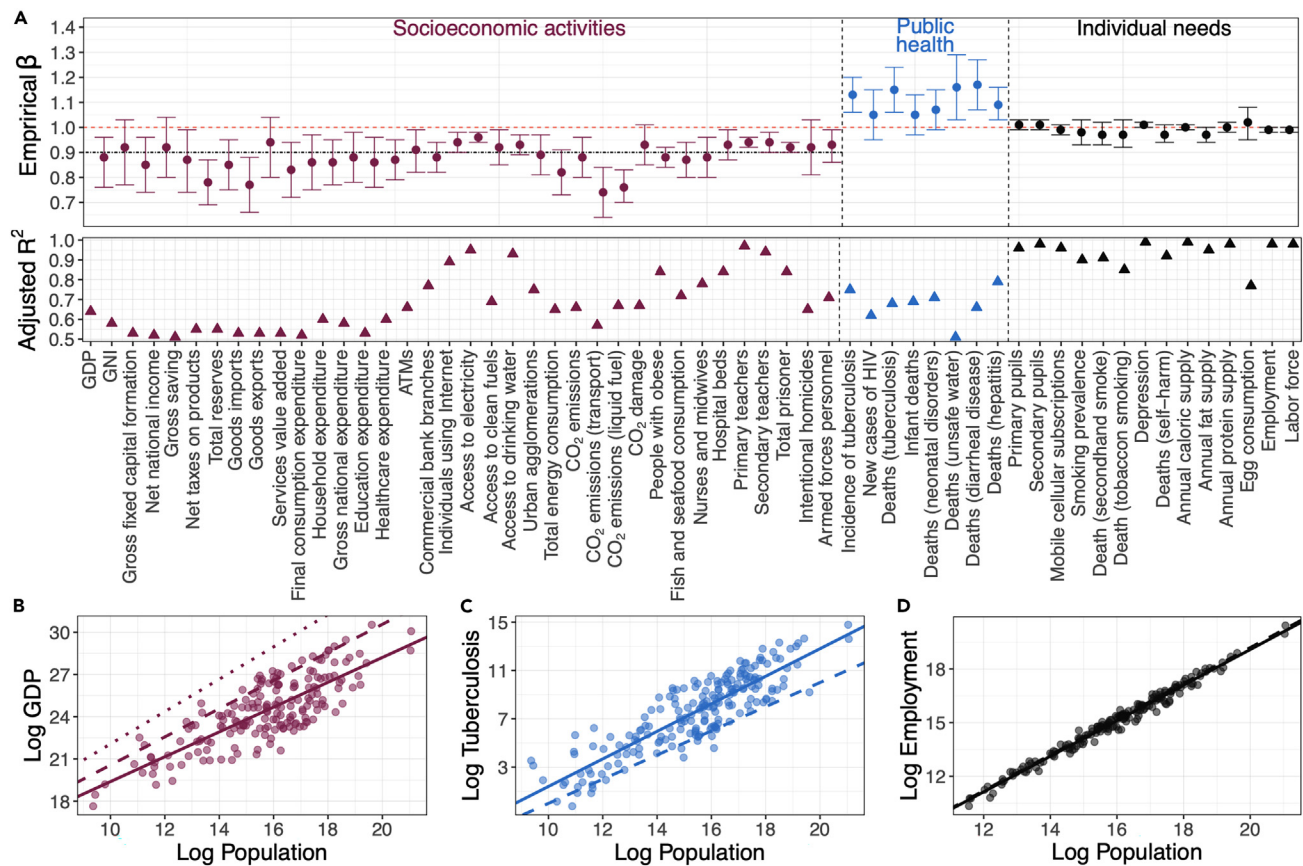 A
Socioeconomic activities
Public
health
Individual needs
Emprirical β
1.4
1.3
1.2
1.1
1.0
0.9
0.8
0.7
Adjusted R²
1.0
0.9
0.8
0.7
0.6
0.5
GDP
GNI
Gross fixed capital formation
Net national income
Gross saving
Net taxes on products
Total reserves
Goods imports
Goods exports
Services value added
Final consumption expenditure
Household expenditure
Gross national expenditure
Education expenditure
Healthcare expenditure
ATMs
Commercial bank branches
Individuals using Internet
Access to electricity
Access to clean fuels
Access to drinking water
Urban agglomerations
Total energy consumption
CO₂ emissions
CO₂ emissions (transport)
CO₂ emissions (liquid fuel)
CO₂ damage
People with obese
Fish and seafood consumption
Nurses and midwives
Hospital beds
Primary teachers
Secondary teachers
Total prisoner
Intentional homicides
Armed forces personnel
Incidence of tuberculosis
New cases of HIV
Deaths (tuberculosis)
Infant deaths
Deaths (neonatal disorders)
Deaths (unsafe water)
Deaths (diarrheal disease)
Deaths (hepatitis)
Primary pupils
Secondary pupils
Mobile cellular subscriptions
Smoking prevalence
Death (secondhand smoke)
Death (tobaccon smoking)
Depression
Deaths (self-harm)
Annual caloric supply
Annual fat supply
Annual protein supply
Egg consumption
Employment
Labor force
B
Log GDP
30
27
24
21
18
10 12 14 16 18 20
Log Population
C
Log Tuberculosis
15
11
7
3
10 12 14 16 18 20
Log Population
D
Log Employment
18
15
12
12 14 16 18 20
Log Population